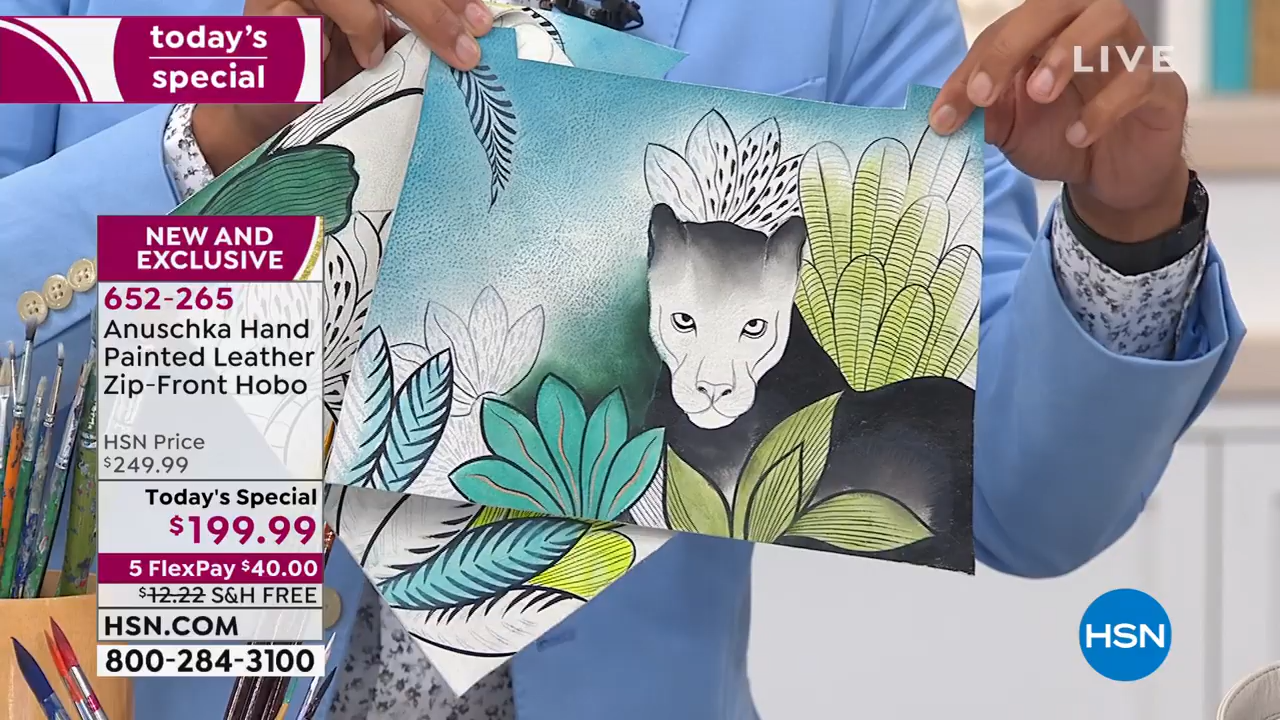 today's
special
LIVE
NEW AND
EXCLUSIVE
652-265
Anuschka Hand
Painted Leather
Zip-Front Hobo
HSN Price
$249.99
Today's Special
$199.99
5 FlexPay $40.00
$12.22 S&H FREE
HSN.COM
800-284-3100
HSN